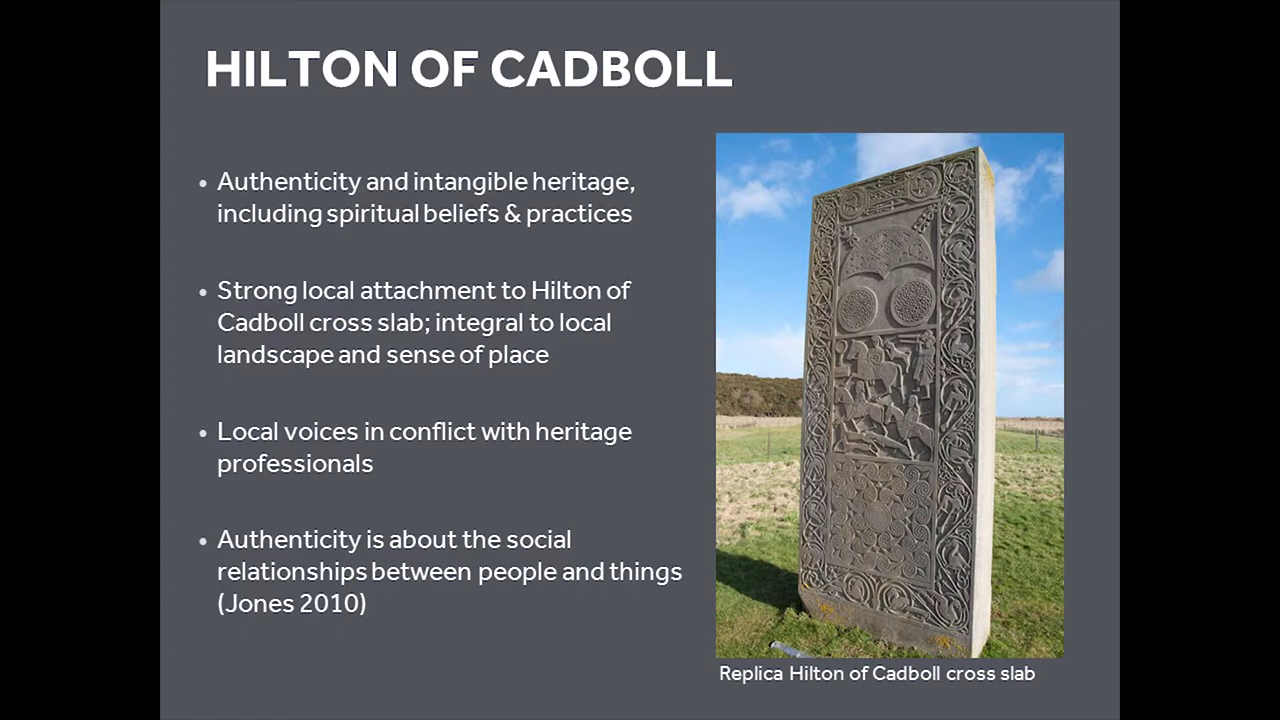 HILTON OF CADBOLL
• Authenticity and intangible heritage,
including spiritual beliefs & practices
• Strong local attachment to Hilton of
Cadboll cross slab; integral to local
landscape and sense of place
• Local voices in conflict with heritage
professionals
• Authenticity is about the social
relationships between people and things
(Jones 2010)
Replica Hilton of Cadboll cross slab